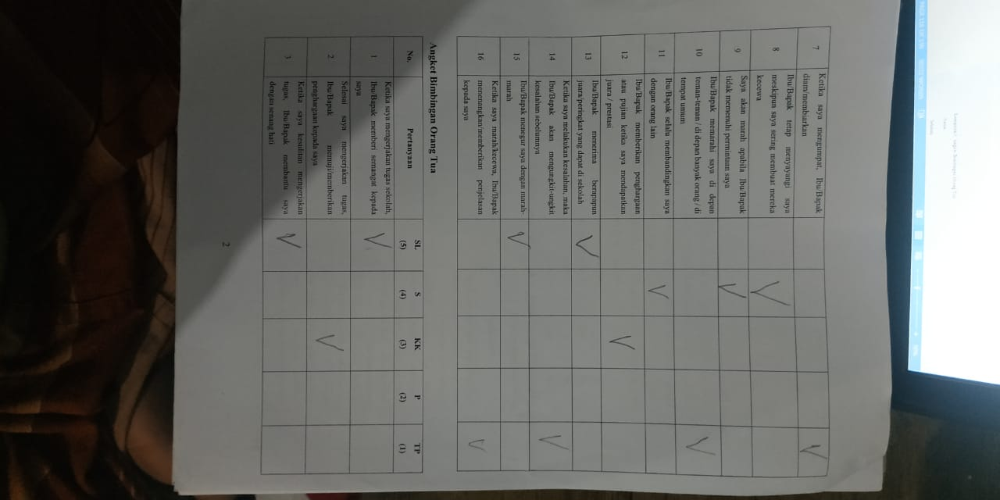 7 Ketika saya mengumpat, Ibu/Bapak
diam/membiarkan
8 Ibu/Bapak tetap menyayangi saya
meskipun saya sering membuat mereka
kecewa
9 Saya akan marah apabila Ibu/Bapak
tidak memenuhi permintaan saya
10 Ibu/Bapak memarahi saya di depan
teman-teman / di depan banyak orang / di
tempat umum
11 Ibu/Bapak selalu membandingkan saya
dengan orang lain
12 Ibu/Bapak memberikan penghargaan
atau pujian ketika saya mendapatkan
juara / prestasi
13 Ibu/Bapak menerima berapapun
juara/peringkat yang dapat di sekolah
14 Ketika saya melakukan kesalahan, maka
Ibu/Bapak akan mengungkit-ungkit
kesalahan sebelumnya
15 Ibu/Bapak menegur saya dengan marah-
marah
16 Ketika saya marah/kecewa, Ibu/Bapak
menenangkan/memberikan penjelasan
kepada saya
Angket Bimbingan Orang Tua
No. Pertanyaan SL S KK P TP
(5) (4) (3) (2) (1)
1 Ketika saya mengerjakan tugas sekolah,
Ibu/Bapak memberi semangat kepada
saya
2 Selesai saya mengerjakan tugas,
Ibu/Bapak memuji/memberikan
penghargaan kepada saya
3 Ketika saya kesulitan mengerjakan
tugas, Ibu/Bapak membantu saya
dengan senang hati
2